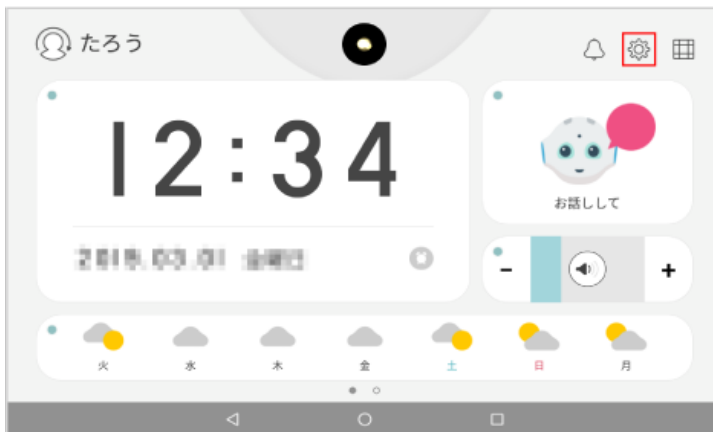 たろう
12:34
お話しして
- +
火 水 木 金 土 日 月